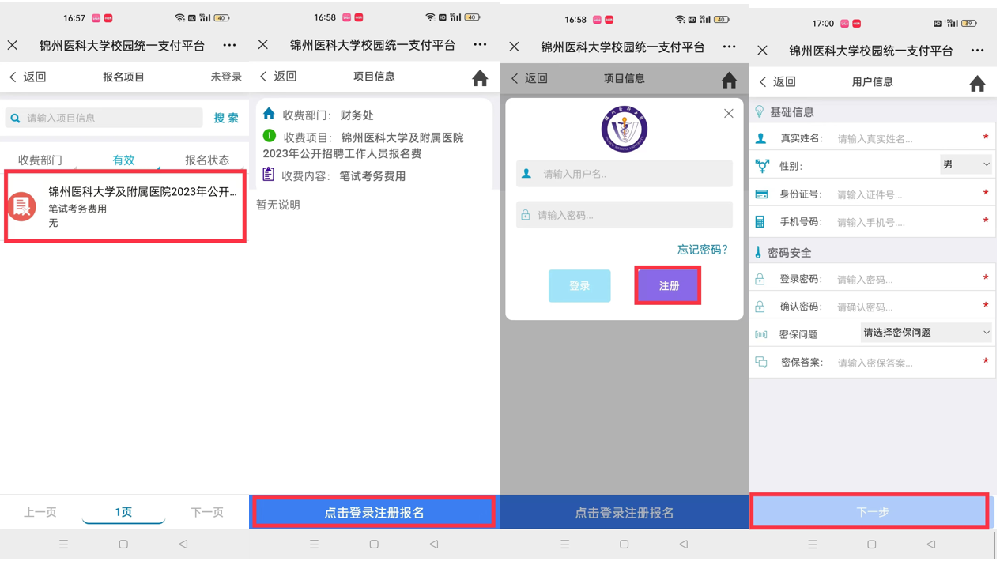 16:57
HD 5G 40
锦州医科大学校园统一支付平台
返回
报名项目
未登录
请输入项目信息
搜 索
收费部门
有效
报名状态
锦州医科大学及附属医院2023年公开...
笔试考务费用
无
上一页
1页
下一页
16:58
HD 5G 40
锦州医科大学校园统一支付平台
返回
项目信息
收费部门： 财务处
收费项目： 锦州医科大学及附属医院
2023年公开招聘工作人员报名费
收费内容： 笔试考务费用
暂无说明
点击登录注册报名
16:58
HD 5G 40
锦州医科大学校园统一支付平台
返回
项目信息
请输入用户名..
请输入密码...
忘记密码？
登录
注册
点击登录注册报名
17:00
HD 5G 39
锦州医科大学校园统一支付平台
返回
用户信息
基础信息
真实姓名： 请输入真实姓名... *
性别: 男
身份证号： 请输入证件号... *
手机号码： 请输入手机号.... *
密码安全
登录密码： 请输入密码... *
确认密码： 请确认密码... *
密保问题 请选择密保问题
密保答案： 请输入密保答案... *
下一步